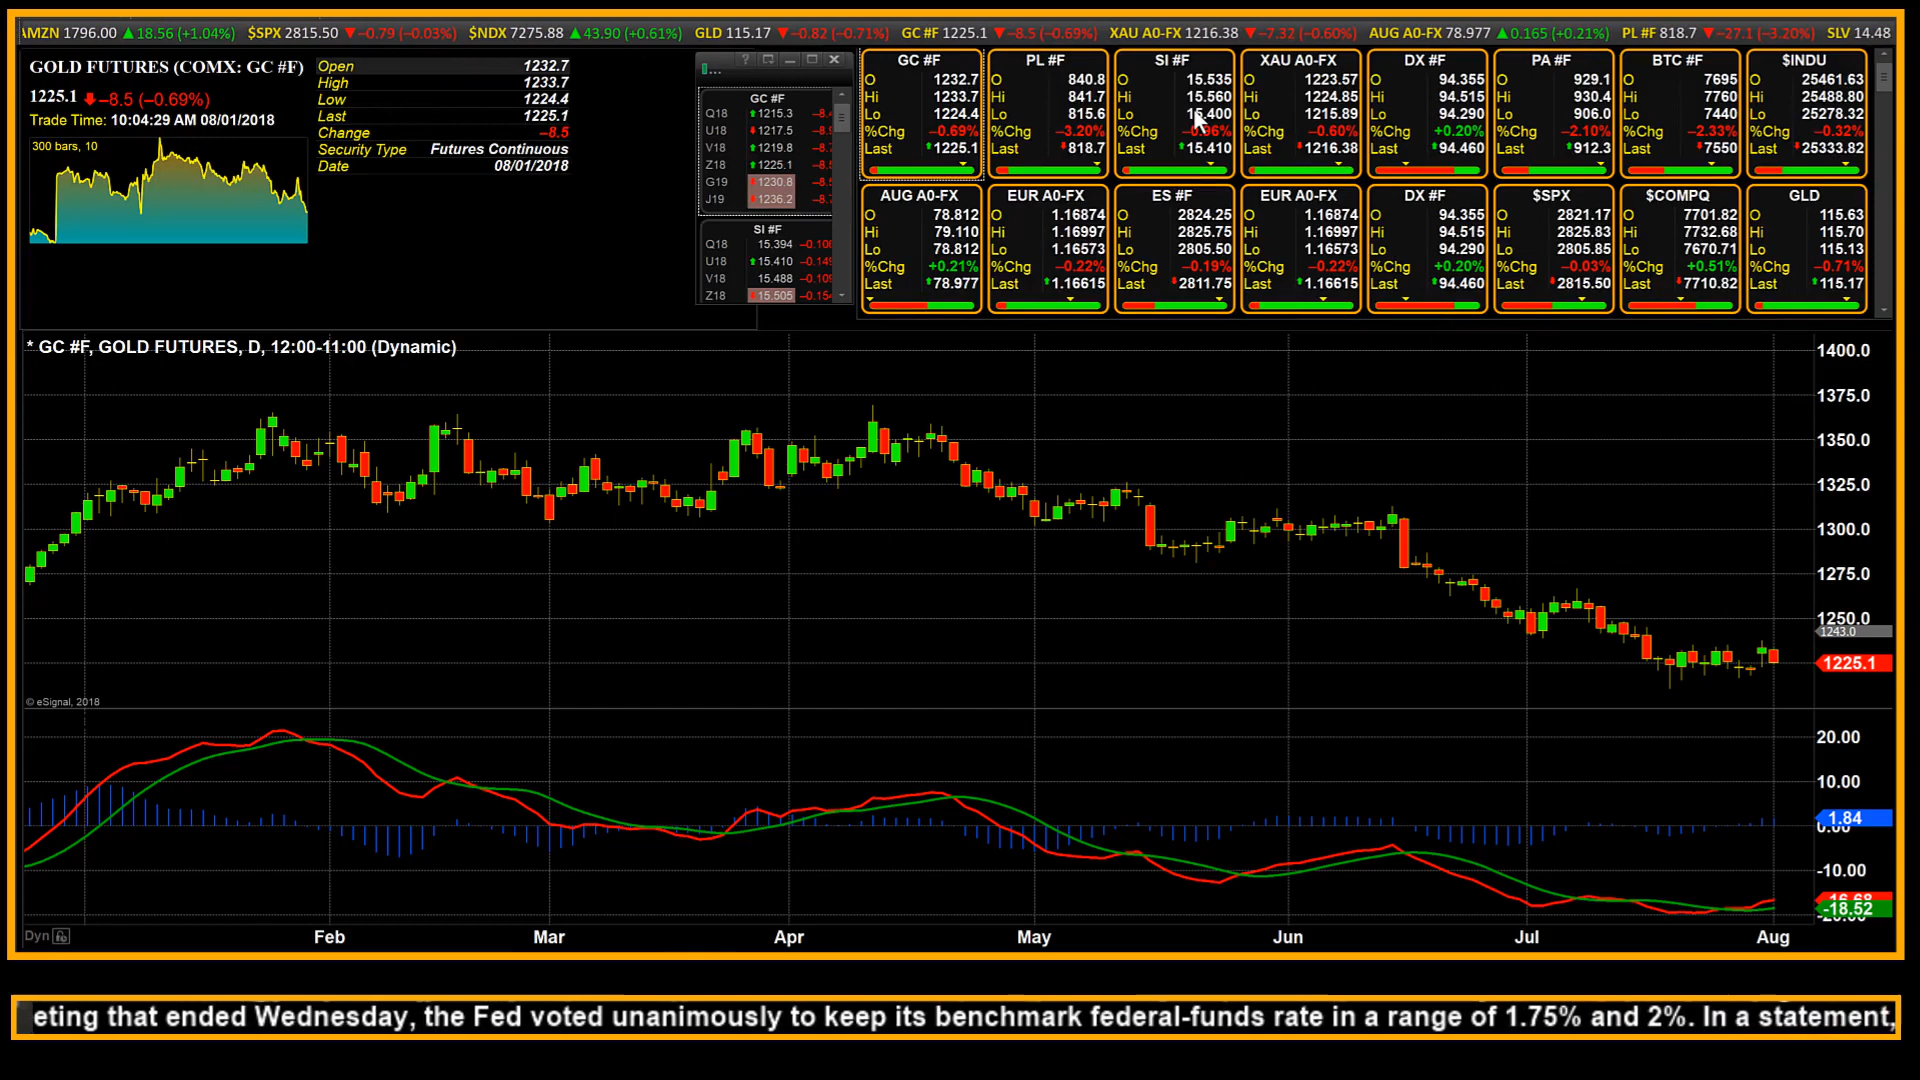 AMZN 1796.00 ▲18.56 (+1.04%) $SPX 2815.50 ▼−0.79 (−0.03%) $NDX 7275.88 ▲43.90 (+0.61%) GLD 115.17 ▼−0.82 (−0.71%) GC #F 1225.1 ▼−8.5 (−0.69%) XAU A0-FX 1216.38 ▼−7.32 (−0.60%) AUG A0-FX 78.977 ▲0.165 (+0.21%) PL #F 818.7 ▼−27.1 (−3.20%) SLV 14.48
GOLD FUTURES (COMX: GC #F)
1225.1 −8.5 (−0.69%)
Trade Time: 10:04:29 AM 08/01/2018
300 bars, 10
Open 1232.7
High 1233.7
Low 1224.4
Last 1225.1
Change −8.5
Security Type Futures Continuous
Date 08/01/2018
GC #F
Q18 1215.3
U18 1217.5
V18 1219.8
Z18 1225.1
G19 1230.8
J19 1236.2
SI #F
Q18 15.394
U18 15.410
V18 15.488
Z18 15.505
GC #F
O 1232.7
Hi 1233.7
Lo 1224.4
%Chg −0.69%
Last 1225.1
PL #F
O 840.8
Hi 841.7
Lo 815.6
%Chg −3.20%
Last 818.7
SI #F
O 15.535
Hi 15.560
Lo 15.400
%Chg
Last 15.410
XAU A0-FX
O 1223.57
Hi 1224.85
Lo 1215.89
%Chg −0.60%
Last 1216.38
DX #F
O 94.355
Hi 94.515
Lo 94.290
%Chg +0.20%
Last 94.460
PA #F
O 929.1
Hi 930.4
Lo 906.0
%Chg −2.10%
Last 912.3
BTC #F
O 7695
Hi 7760
Lo 7440
%Chg −2.33%
Last 7550
$INDU
O 25461.63
Hi 25488.80
Lo 25278.32
%Chg −0.32%
Last 25333.82
AUG A0-FX
O 78.812
Hi 79.110
Lo 78.812
%Chg +0.21%
Last 78.977
EUR A0-FX
O 1.16874
Hi 1.16997
Lo 1.16573
%Chg −0.22%
Last 1.16615
ES #F
O 2824.25
Hi 2825.75
Lo 2805.50
%Chg −0.19%
Last 2811.75
EUR A0-FX
O 1.16874
Hi 1.16997
Lo 1.16573
%Chg −0.22%
Last 1.16615
DX #F
O 94.355
Hi 94.515
Lo 94.290
%Chg +0.20%
Last 94.460
$SPX
O 2821.17
Hi 2825.83
Lo 2805.85
%Chg −0.03%
Last 2815.50
$COMPQ
O 7701.82
Hi 7732.68
Lo 7670.71
%Chg +0.51%
Last 7710.82
GLD
O 115.63
Hi 115.70
Lo 115.13
%Chg −0.71%
Last 115.17
* GC #F, GOLD FUTURES, D, 12:00-11:00 (Dynamic)
1400.0
1375.0
1350.0
1325.0
1300.0
1275.0
1250.0
1243.0
1225.1
© eSignal, 2018
20.00
10.00
1.84
0.00
-10.00
-18.52
Dyn
Feb Mar Apr May Jun Jul Aug
eting that ended Wednesday, the Fed voted unanimously to keep its benchmark federal-funds rate in a range of 1.75% and 2%. In a statement,